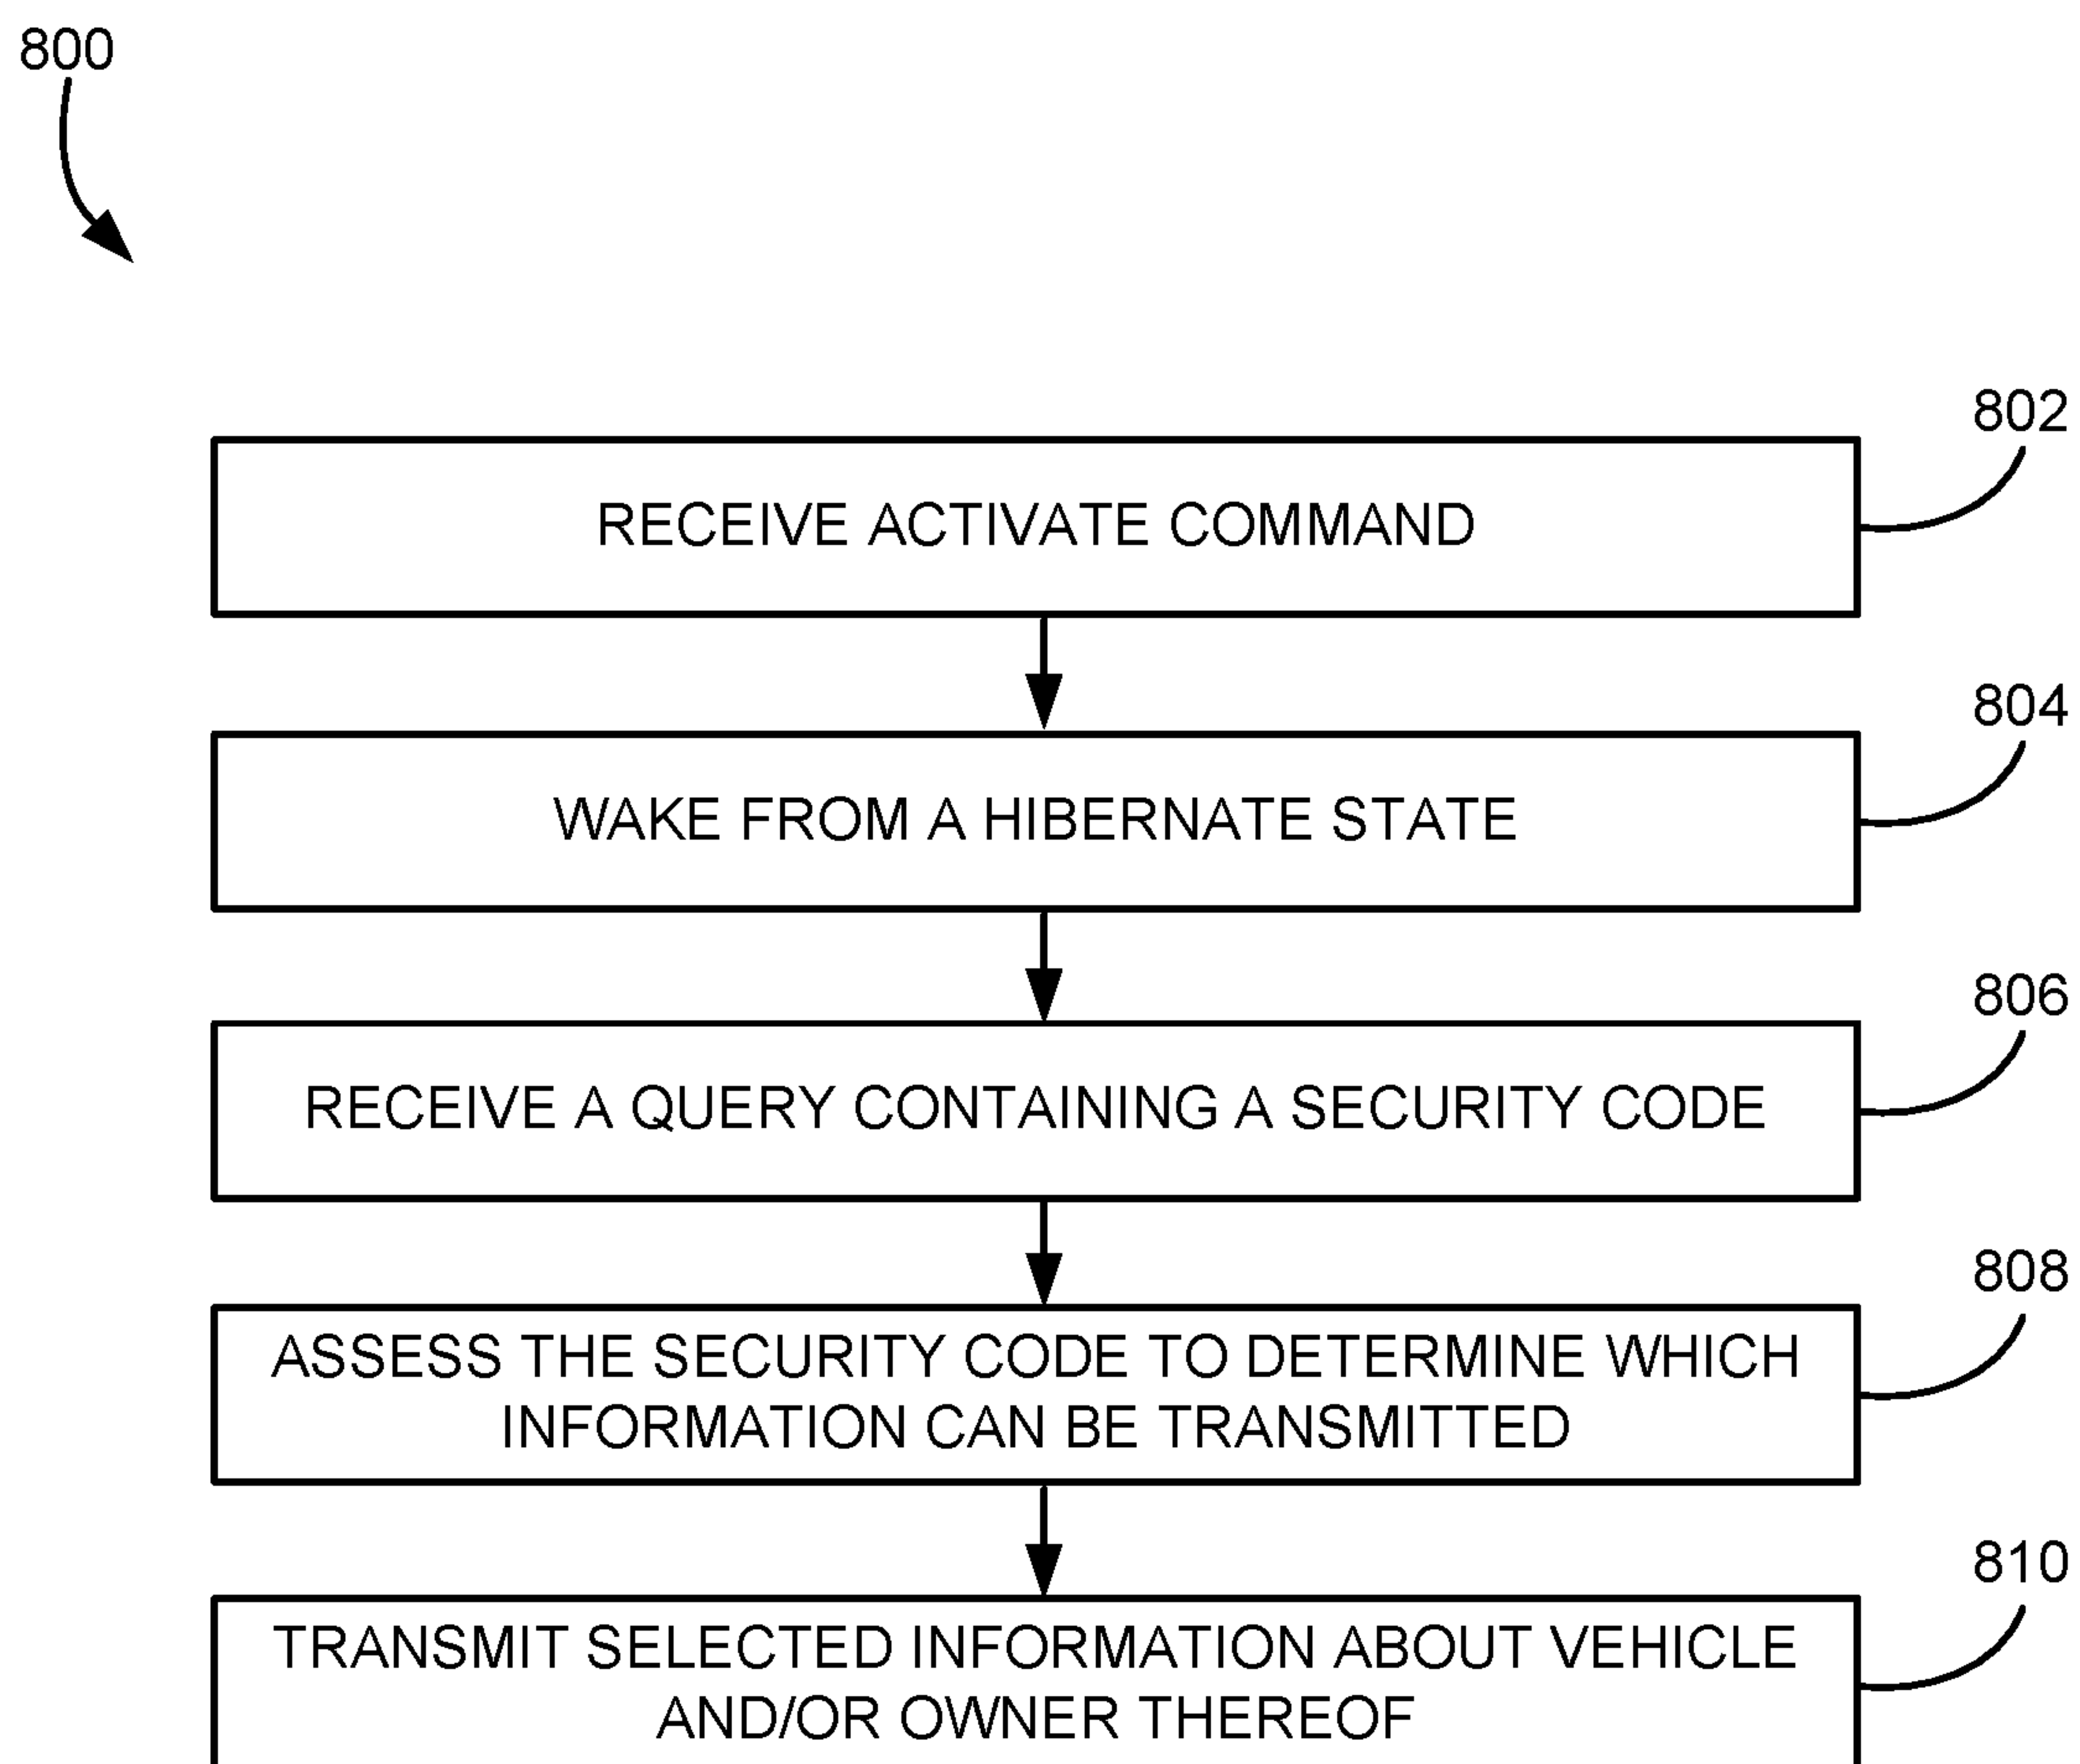 800
802
RECEIVE ACTIVATE COMMAND
804
WAKE FROM A HIBERNATE STATE
806
RECEIVE A QUERY CONTAINING A SECURITY CODE
808
ASSESS THE SECURITY CODE TO DETERMINE WHICH
INFORMATION CAN BE TRANSMITTED
810
TRANSMIT SELECTED INFORMATION ABOUT VEHICLE
AND/OR OWNER THEREOF